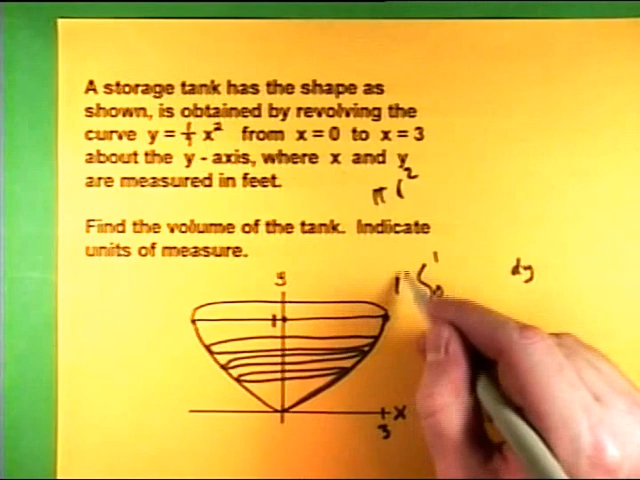 A storage tank has the shape as
shown, is obtained by revolving the
curve y = x² from x = 0 to x = 3
about the y - axis, where x and y
are measured in feet.
π r²
Find the volume of the tank. Indicate
units of measure.
y
∫₀¹ dy
1
x
3